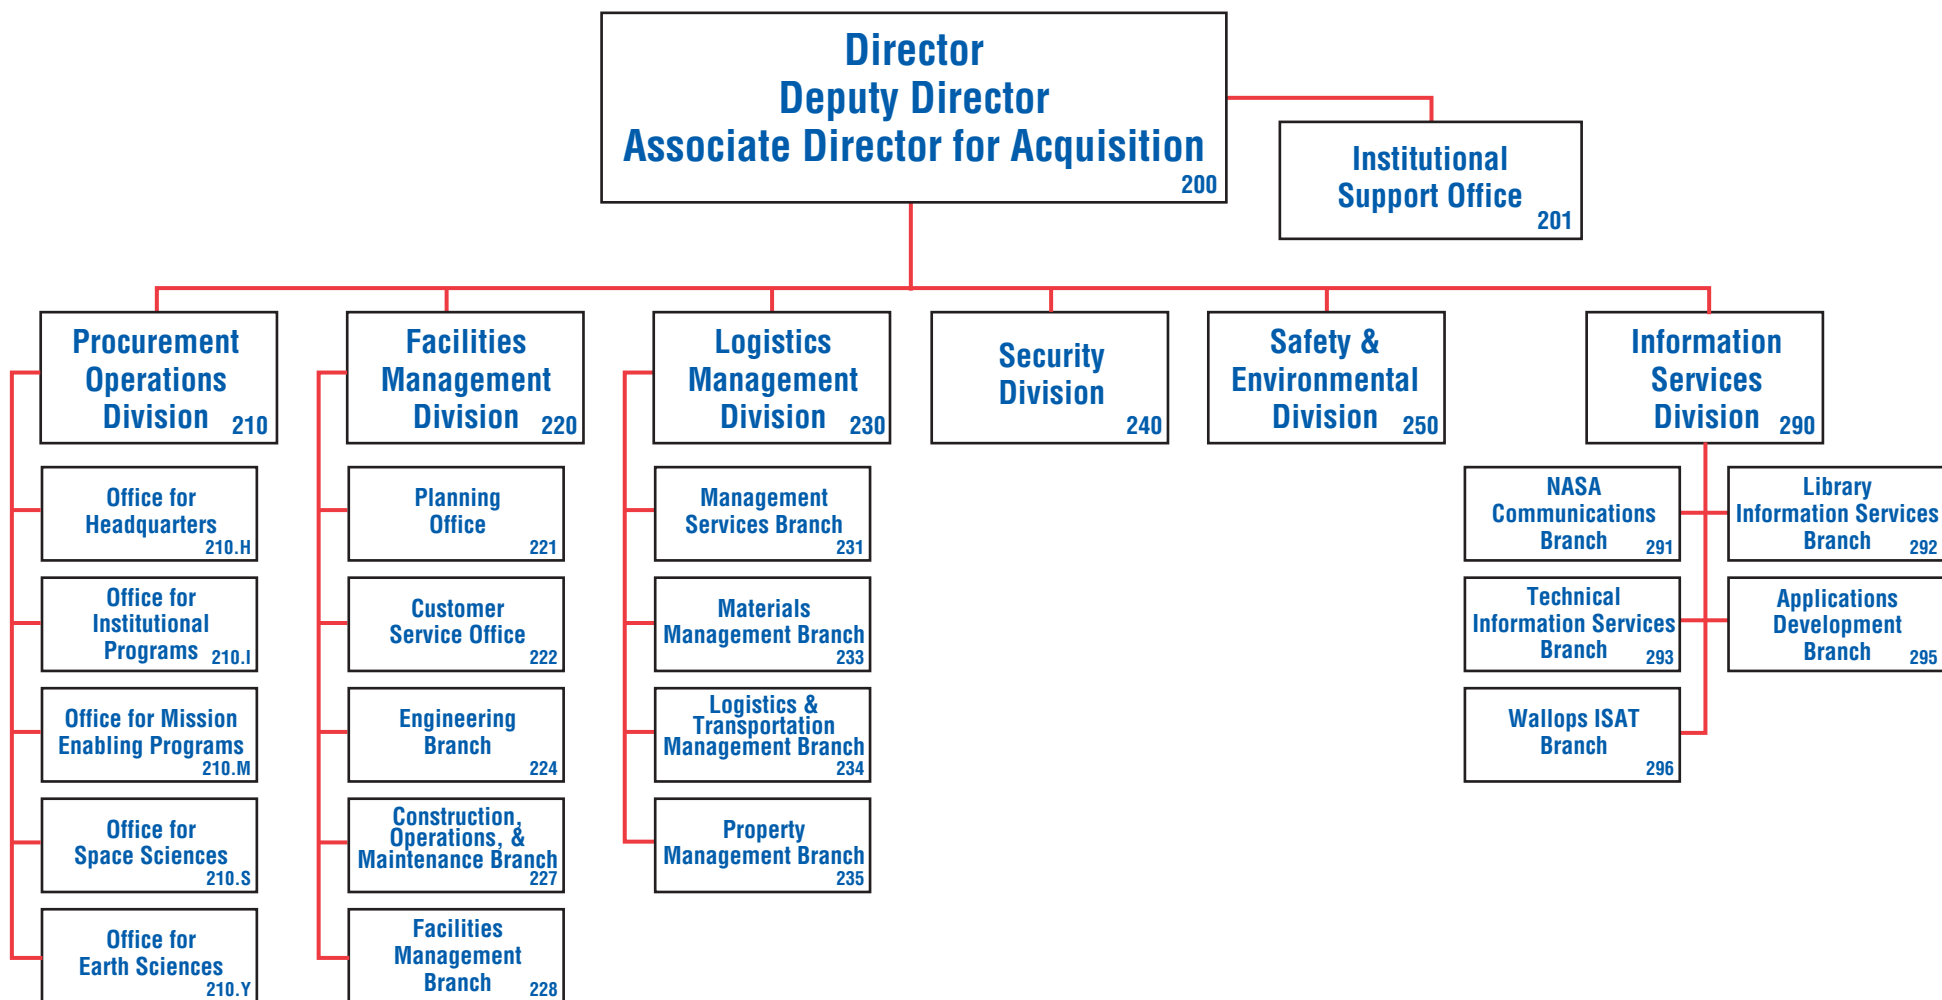 Director
Deputy Director
Associate Director for Acquisition
200
Institutional
Support Office
201
Procurement
Operations
Division 210
Facilities
Management
Division 220
Logistics
Management
Division 230
Security
Division
240
Safety &
Environmental
Division 250
Information
Services
Division 290
Office for
Headquarters
210.H
Office for
Institutional
Programs 210.I
Office for Mission
Enabling Programs
210.M
Office for
Space Sciences
210.S
Office for
Earth Sciences
210.Y
Planning
Office
221
Customer
Service Office
222
Engineering
Branch
224
Construction,
Operations, &
Maintenance Branch
227
Facilities
Management
Branch 228
Management
Services Branch
231
Materials
Management Branch
233
Logistics &
Transportation
Management Branch
234
Property
Management Branch
235
NASA
Communications
Branch 291
Library
Information Services
Branch 292
Technical
Information Services
Branch 293
Applications
Development
Branch 295
Wallops ISAT
Branch
296